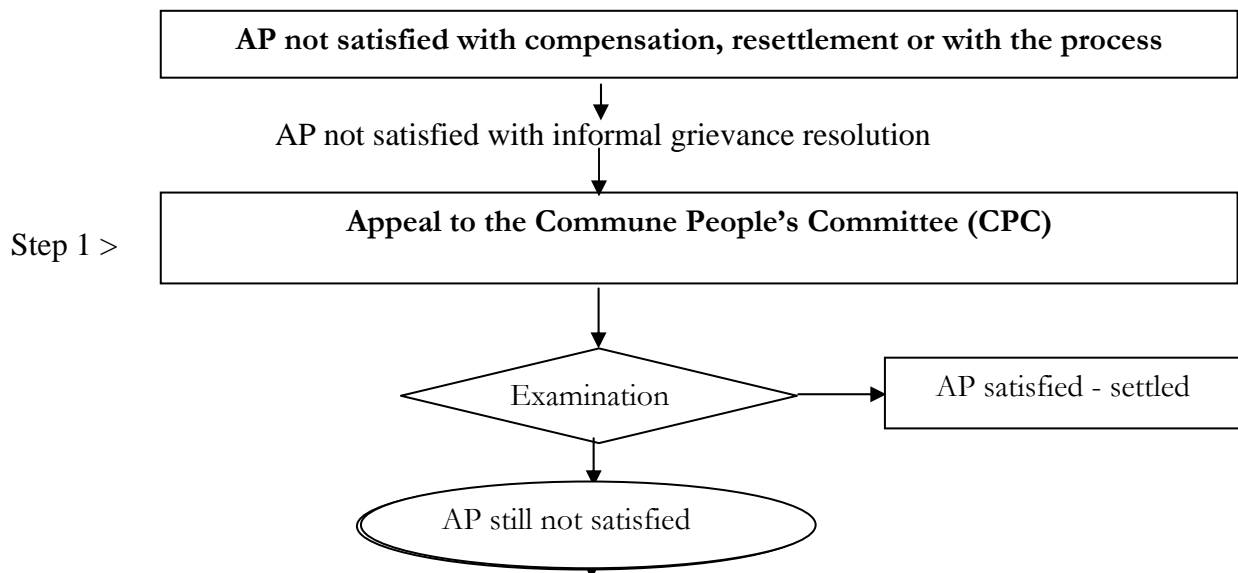 AP not satisfied with compensation, resettlement or with the process
AP not satisfied with informal grievance resolution
Step 1 >
Appeal to the Commune People’s Committee (CPC)
Examination
AP satisfied - settled
AP still not satisfied